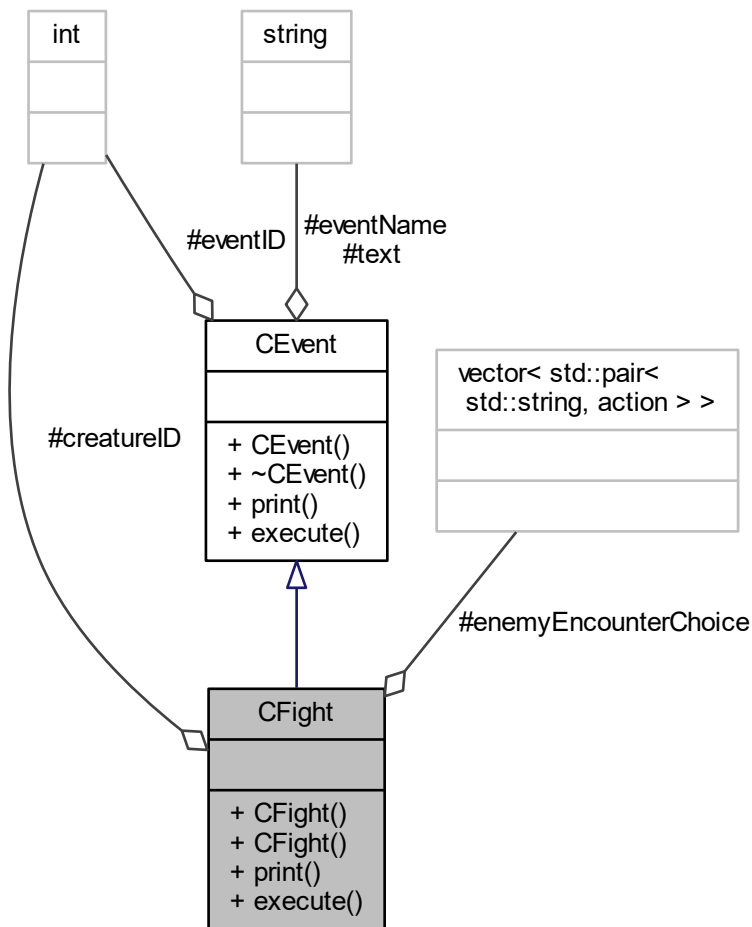 int
string
#eventID
#eventName
#text
CEvent
+ CEvent()
+ ~CEvent()
+ print()
+ execute()
vector< std::pair<
std::string, action > >
#creatureID
#enemyEncounterChoice
CFight
+ CFight()
+ CFight()
+ print()
+ execute()